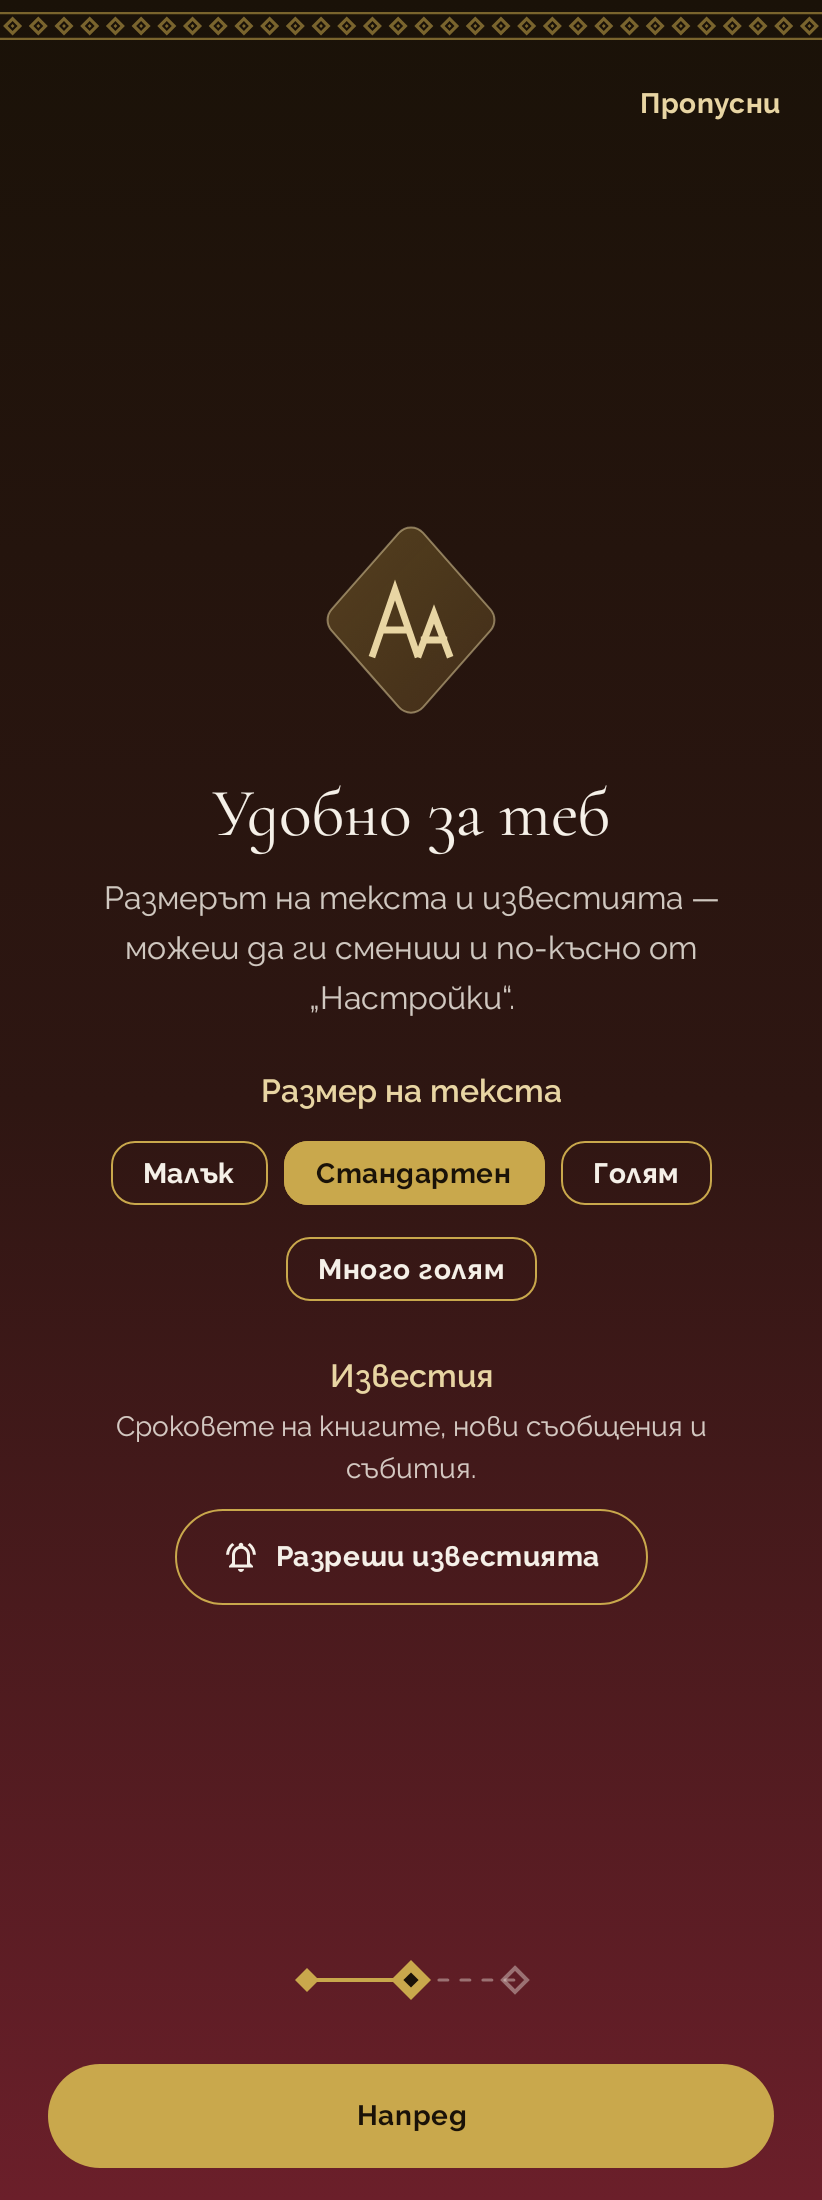 Пропусни
AA
Удобно за теб
Размерът на текста и известията —
можеш да ги смениш и по-късно от
„Настройки“.
Размер на текста
Малък
Стандартен
Голям
Много голям
Известия
Сроковете на книгите, нови съобщения и
събития.
Разреши известията
Напред